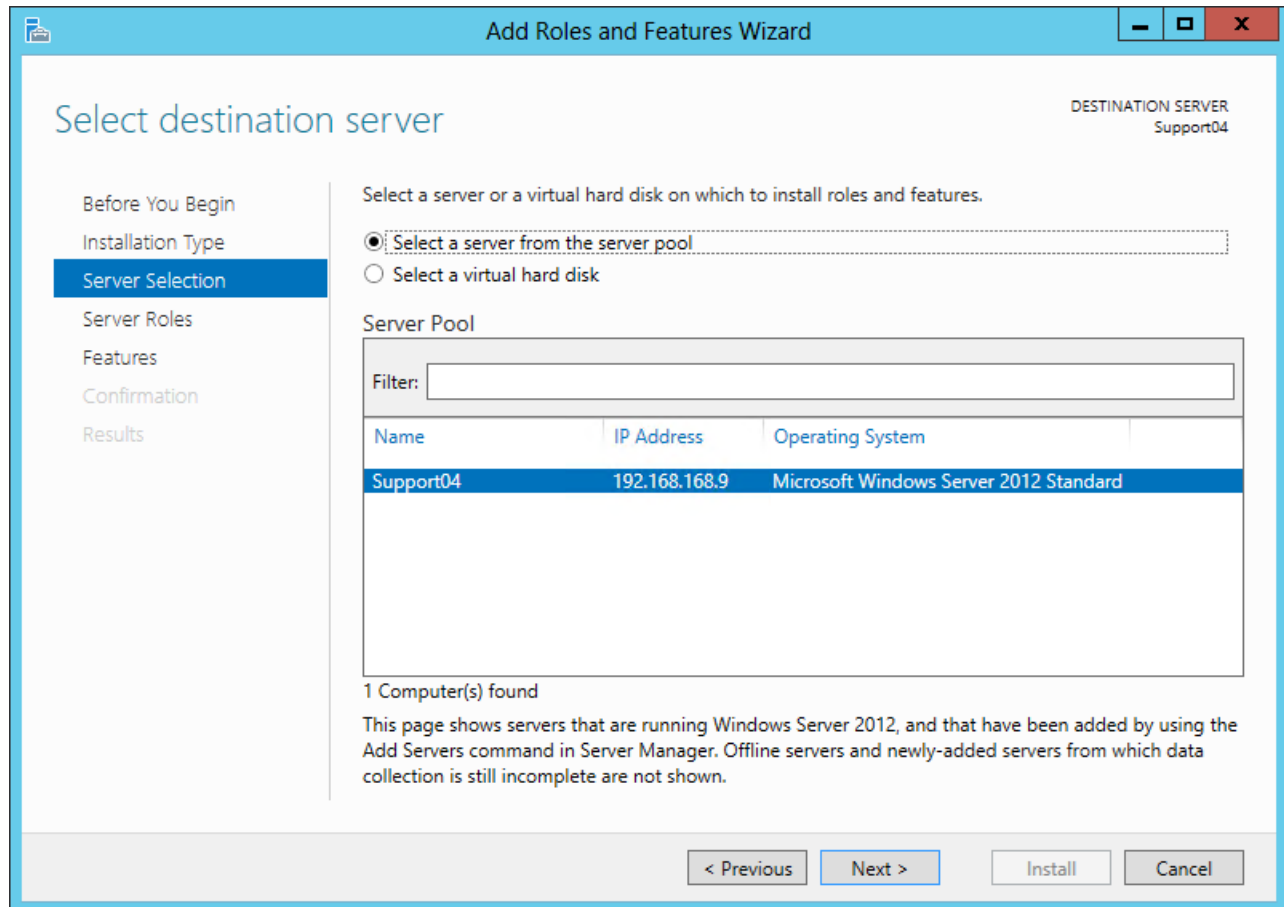 Add Roles and Features Wizard
Select destination server
DESTINATION SERVER
Support04
Before You Begin
Installation Type
Server Selection
Server Roles
Features
Confirmation
Results
Select a server or a virtual hard disk on which to install roles and features.
Select a server from the server pool
Select a virtual hard disk
Server Pool
Filter:
Name IP Address Operating System
Support04 192.168.168.9 Microsoft Windows Server 2012 Standard
1 Computer(s) found
This page shows servers that are running Windows Server 2012, and that have been added by using the
Add Servers command in Server Manager. Offline servers and newly-added servers from which data
collection is still incomplete are not shown.
< Previous Next > Install Cancel